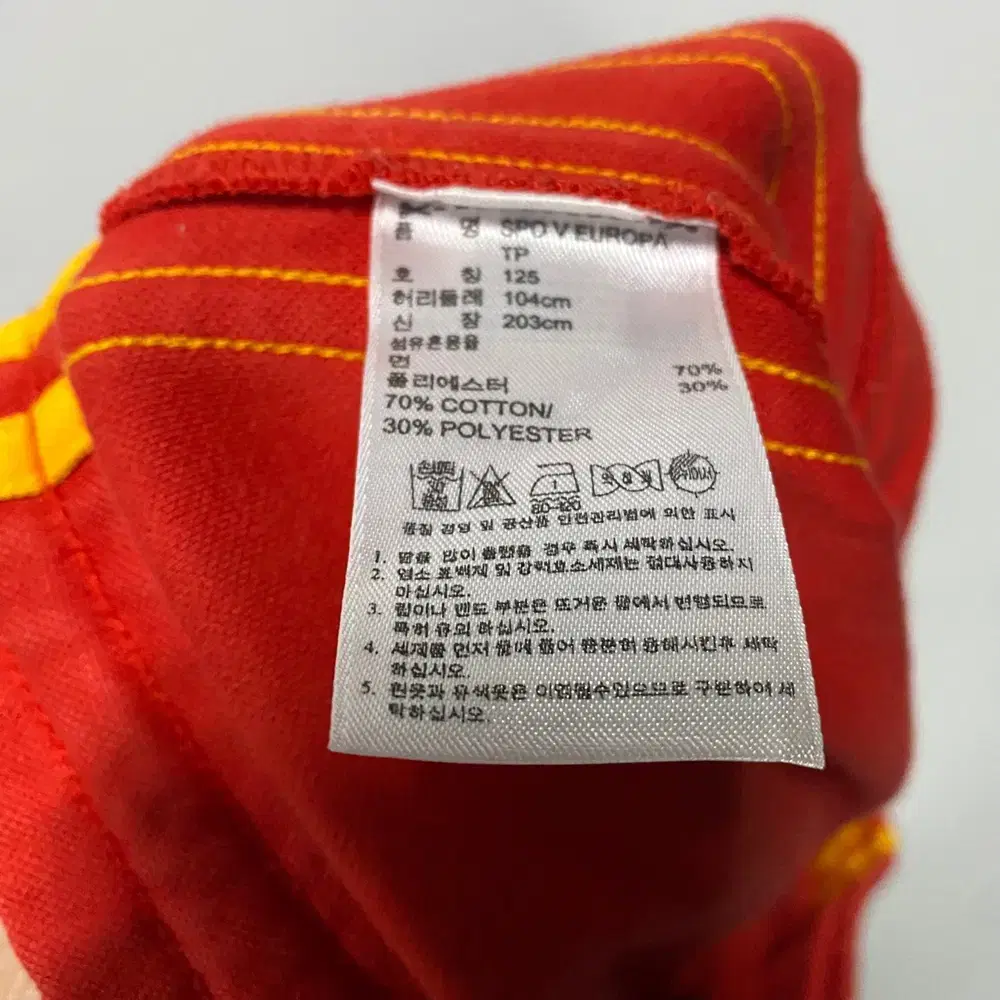 품 명 SPO V EUROPA
TP
호 칭 125
허리둘레 104cm
신 장 203cm
섬유혼용율
면 70%
폴리에스터 30%
70% COTTON/
30% POLYESTER
80-120
품질 경영 및 공산품 안전관리법에 의한 표시
1. 땀을 많이 흘렸을 경우 즉시 세탁하십시오.
2. 염소 표백제 및 강력효소세제는 절대사용하지
마십시오.
3. 림이나 밴드 부분은 뜨거운 물에서 변형되므로
특히 유의 하십시오.
4. 세제를 먼저 물에 풀어 충분히 용해시킨후 세탁
하십시오.
5. 흰옷과 유색옷은 이염될수있으므로 구분하여 세
탁하십시오.